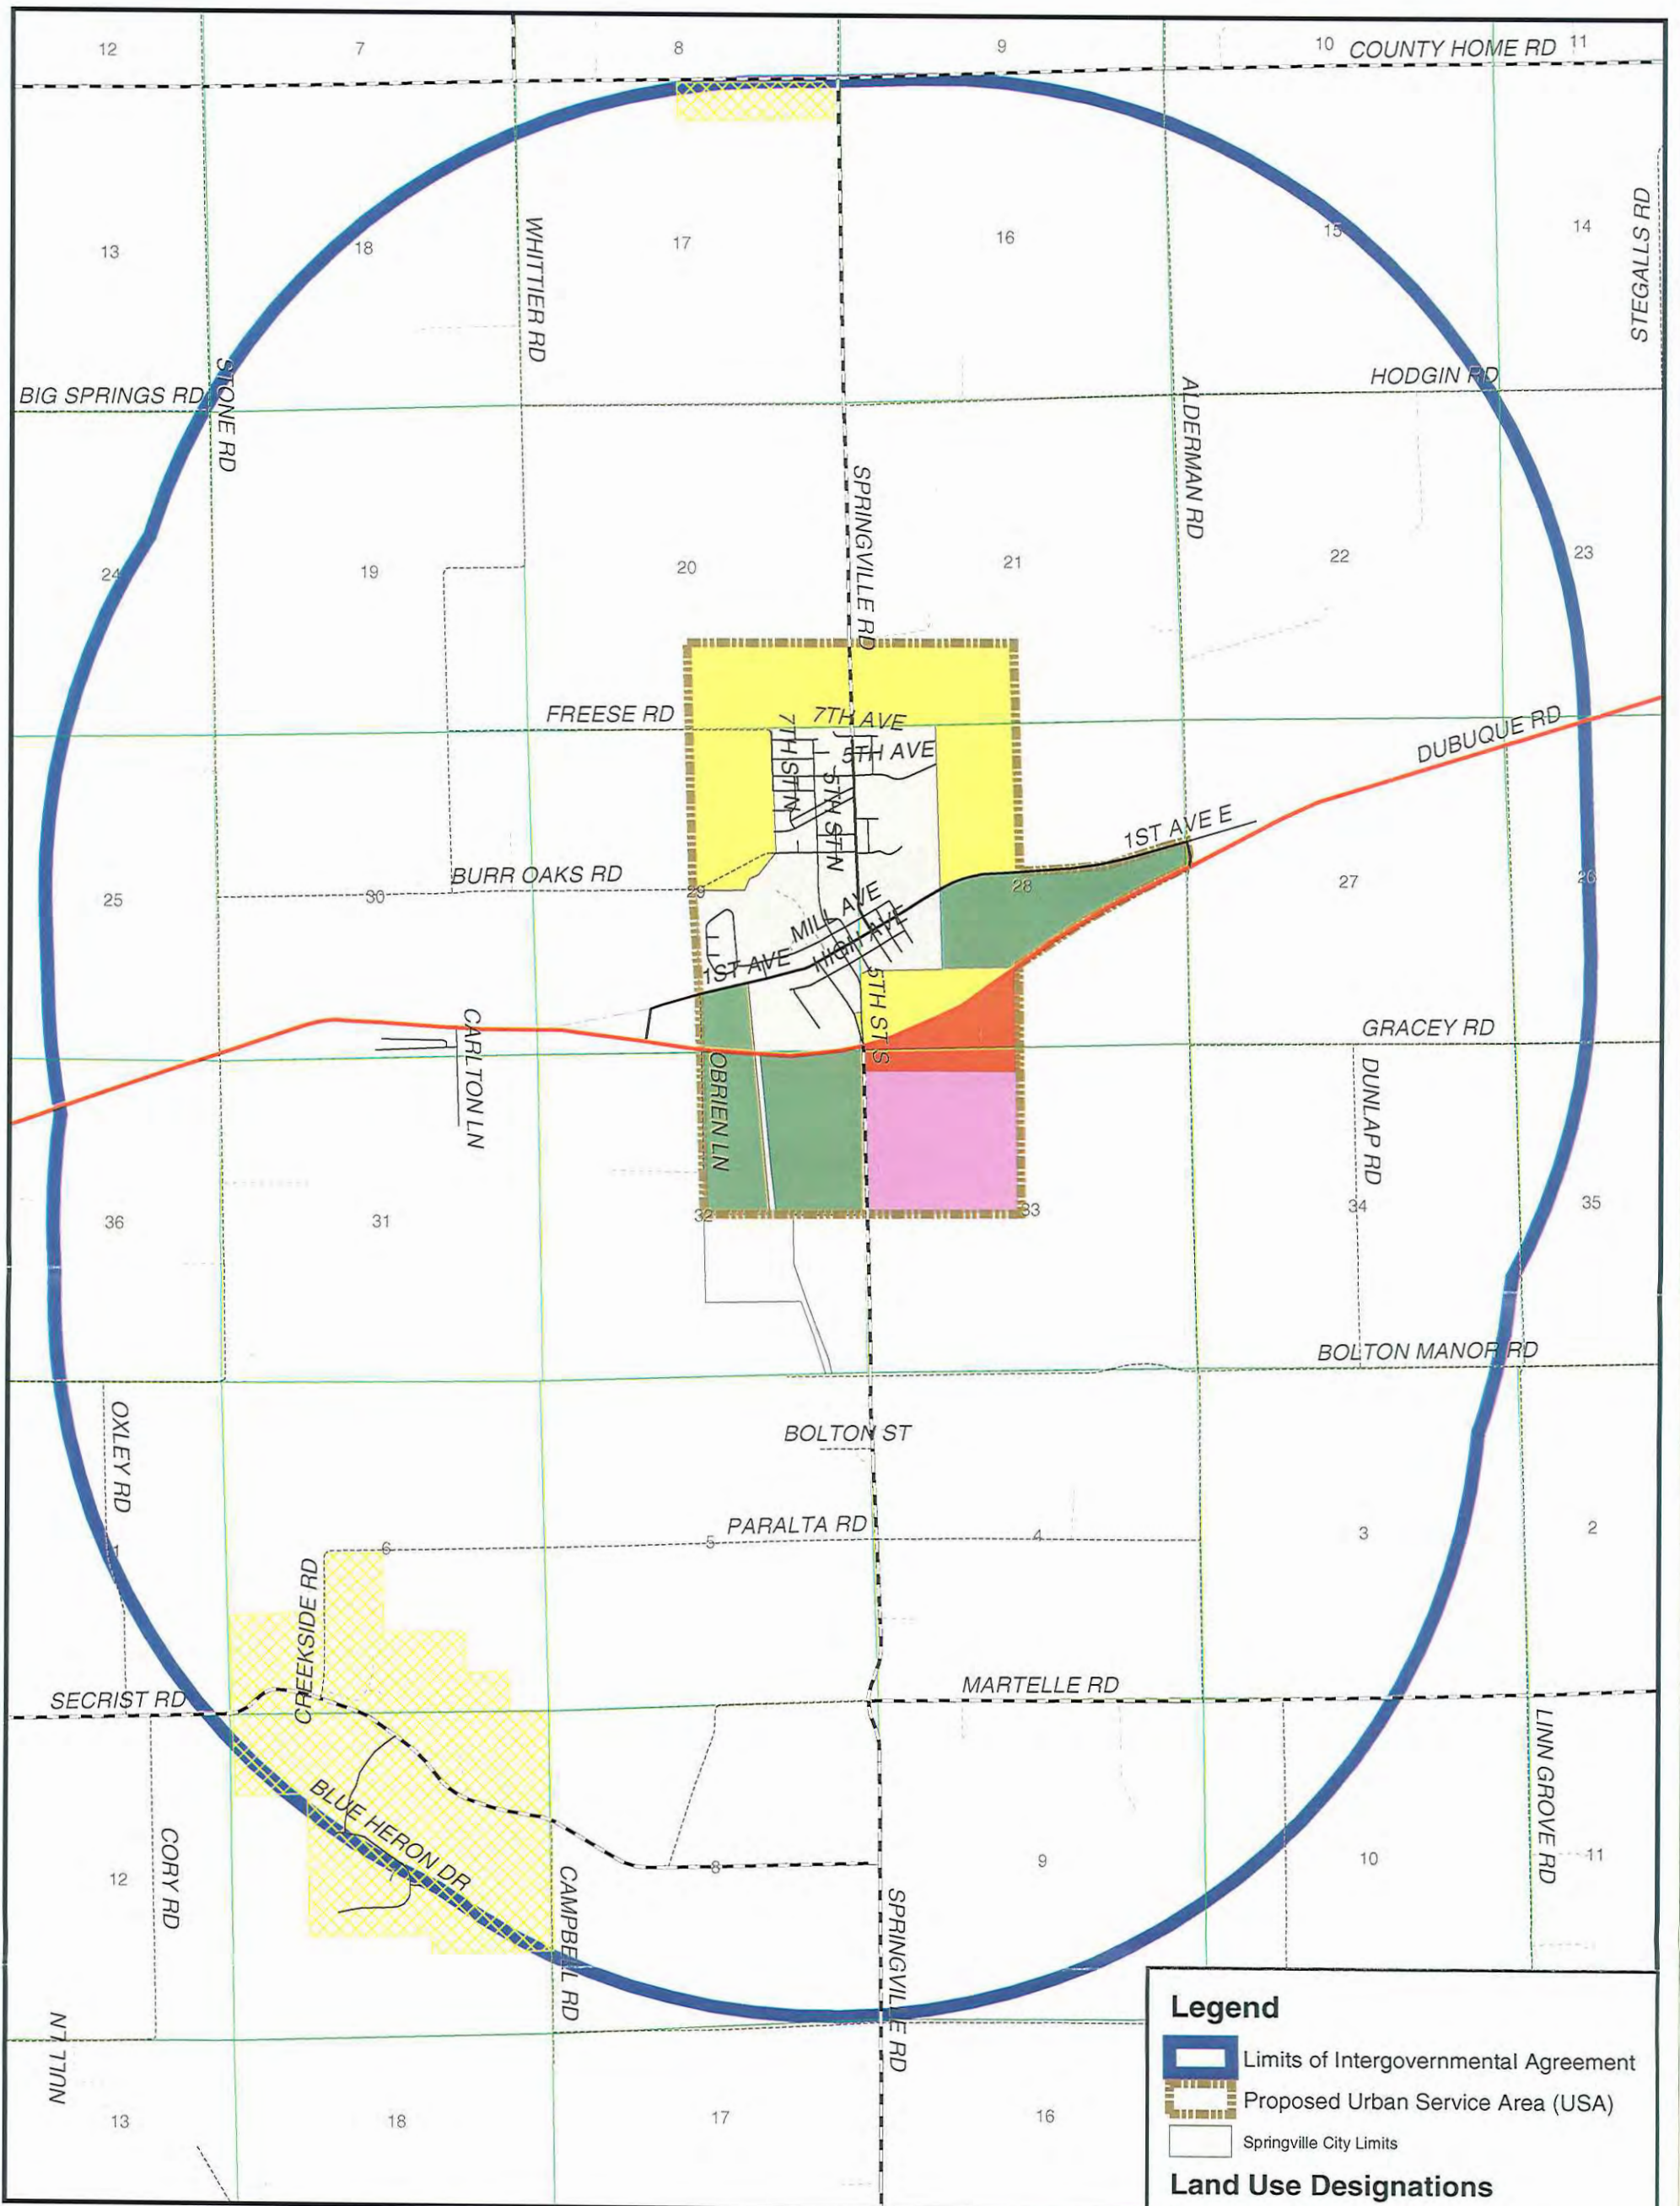 12
7
8
9
10
COUNTY HOME RD
11
13
18
WHITTIER RD
17
16
15
14
STEGALLS RD
BIG SPRINGS RD
STONE RD
HODGIN RD
ALDERMAN RD
SPRINGVILLE RD
24
19
20
21
22
23
FREESE RD
7TH AVE
7TH ST N
5TH AVE
5TH ST N
DUBUQUE RD
1ST AVE E
25
30
BURR OAKS RD
29
28
27
26
MILL AVE
HIGH AVE
1ST AVE
5TH ST S
CARLTON LN
OBRIEN LN
GRACEY RD
DUNLAP RD
36
31
32
33
34
35
BOLTON MANOR RD
OXLEY RD
BOLTON ST
PARALTA RD
1
6
5
4
3
2
CREEKSIDE RD
SECRIST RD
MARTELLE RD
LINN GROVE RD
BLUE HERON DR
CORY RD
12
8
9
10
11
CAMPBELL RD
SPRINGVILLE RD
NULL LN
13
18
17
16
Legend
Limits of Intergovernmental Agreement
Proposed Urban Service Area (USA)
Springville City Limits
Land Use Designations